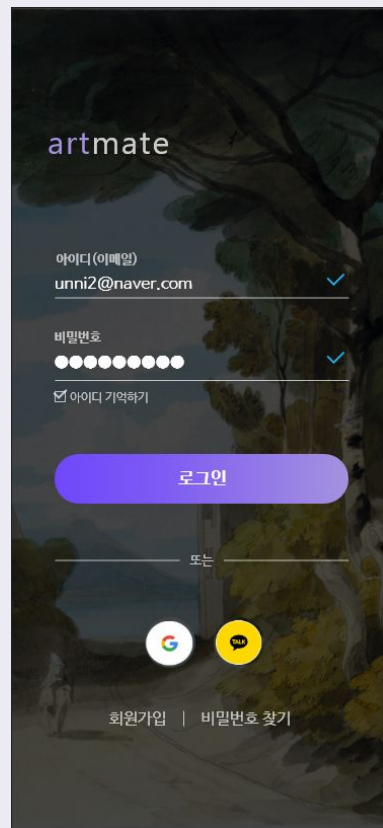 artmate
아이디(이메일)
unni2@naver.com
비밀번호
●●●●●●●●●
아이디 기억하기
로그인
또는
G
TALK
회원가입 | 비밀번호 찾기